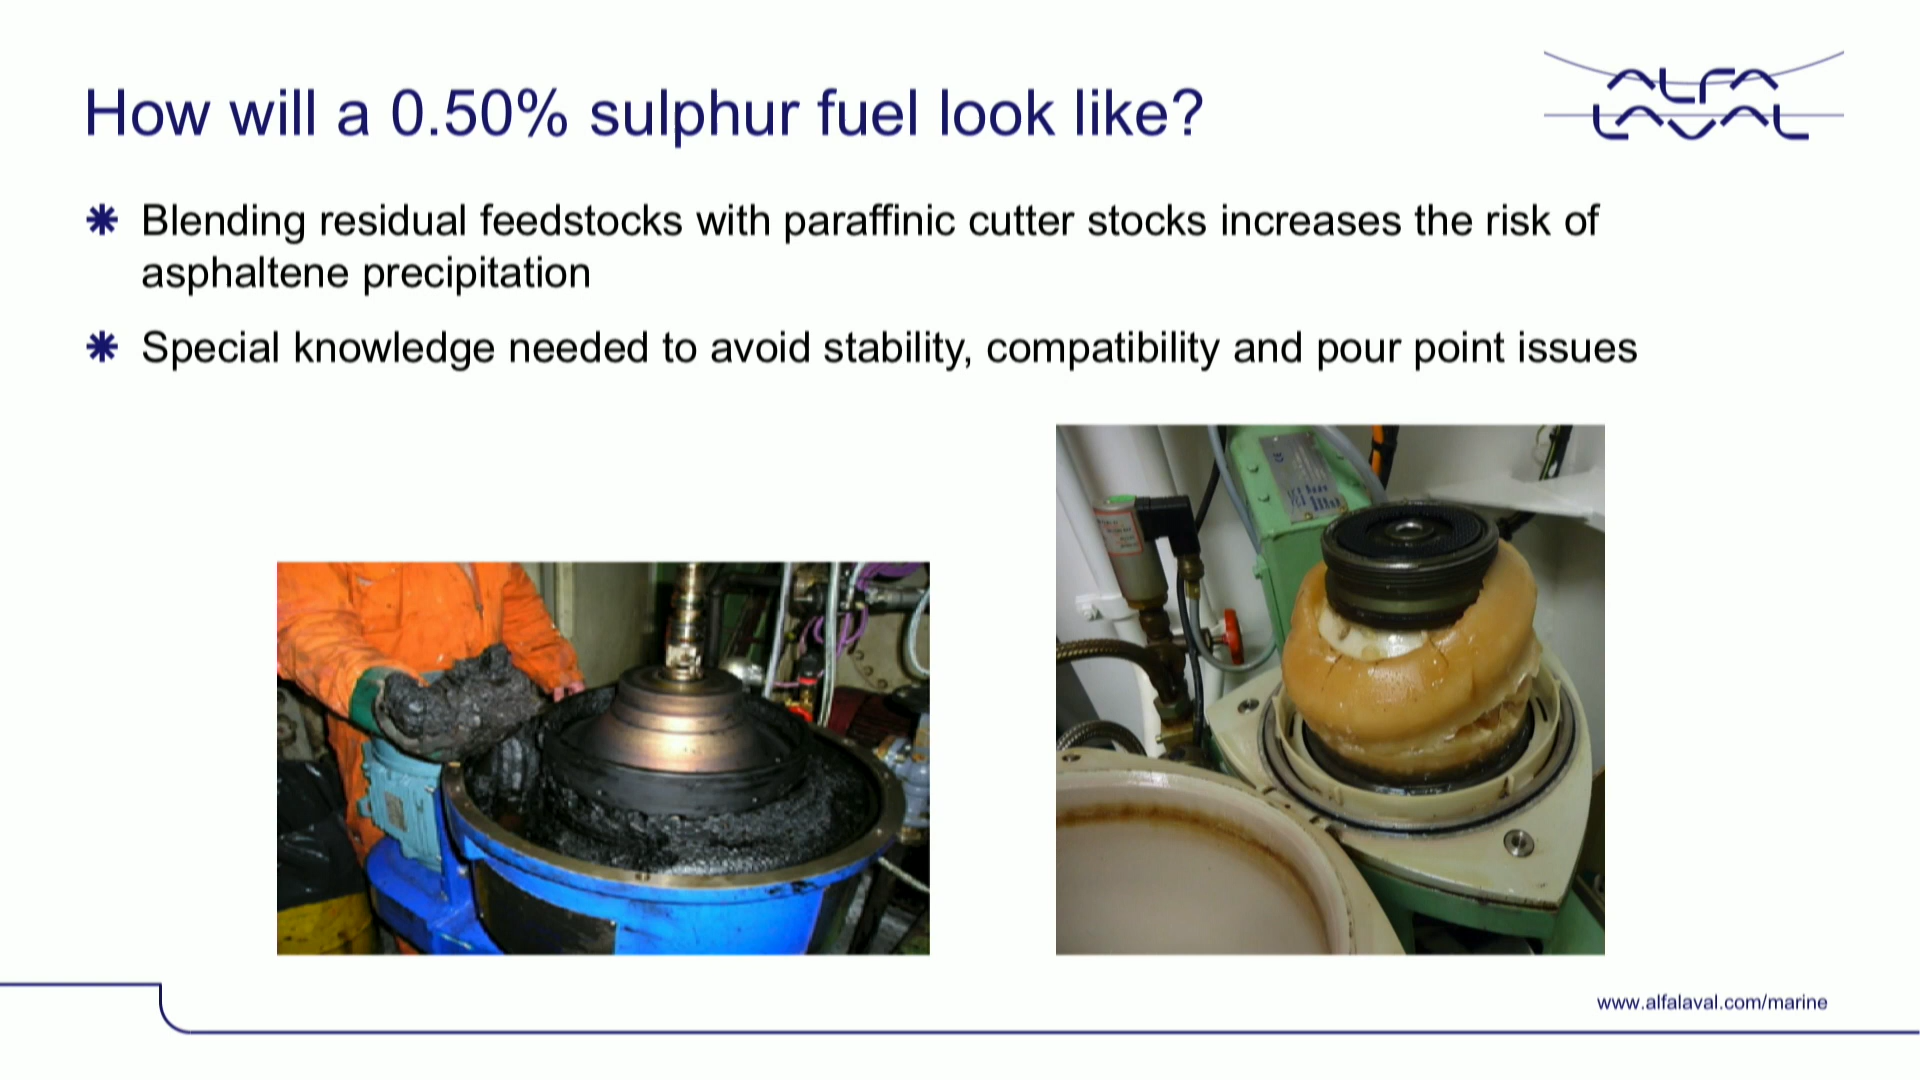 How will a 0.50% sulphur fuel look like?
ALFA
LAVAL
Blending residual feedstocks with paraffinic cutter stocks increases the risk of
asphaltene precipitation
Special knowledge needed to avoid stability, compatibility and pour point issues
www.alfalaval.com/marine